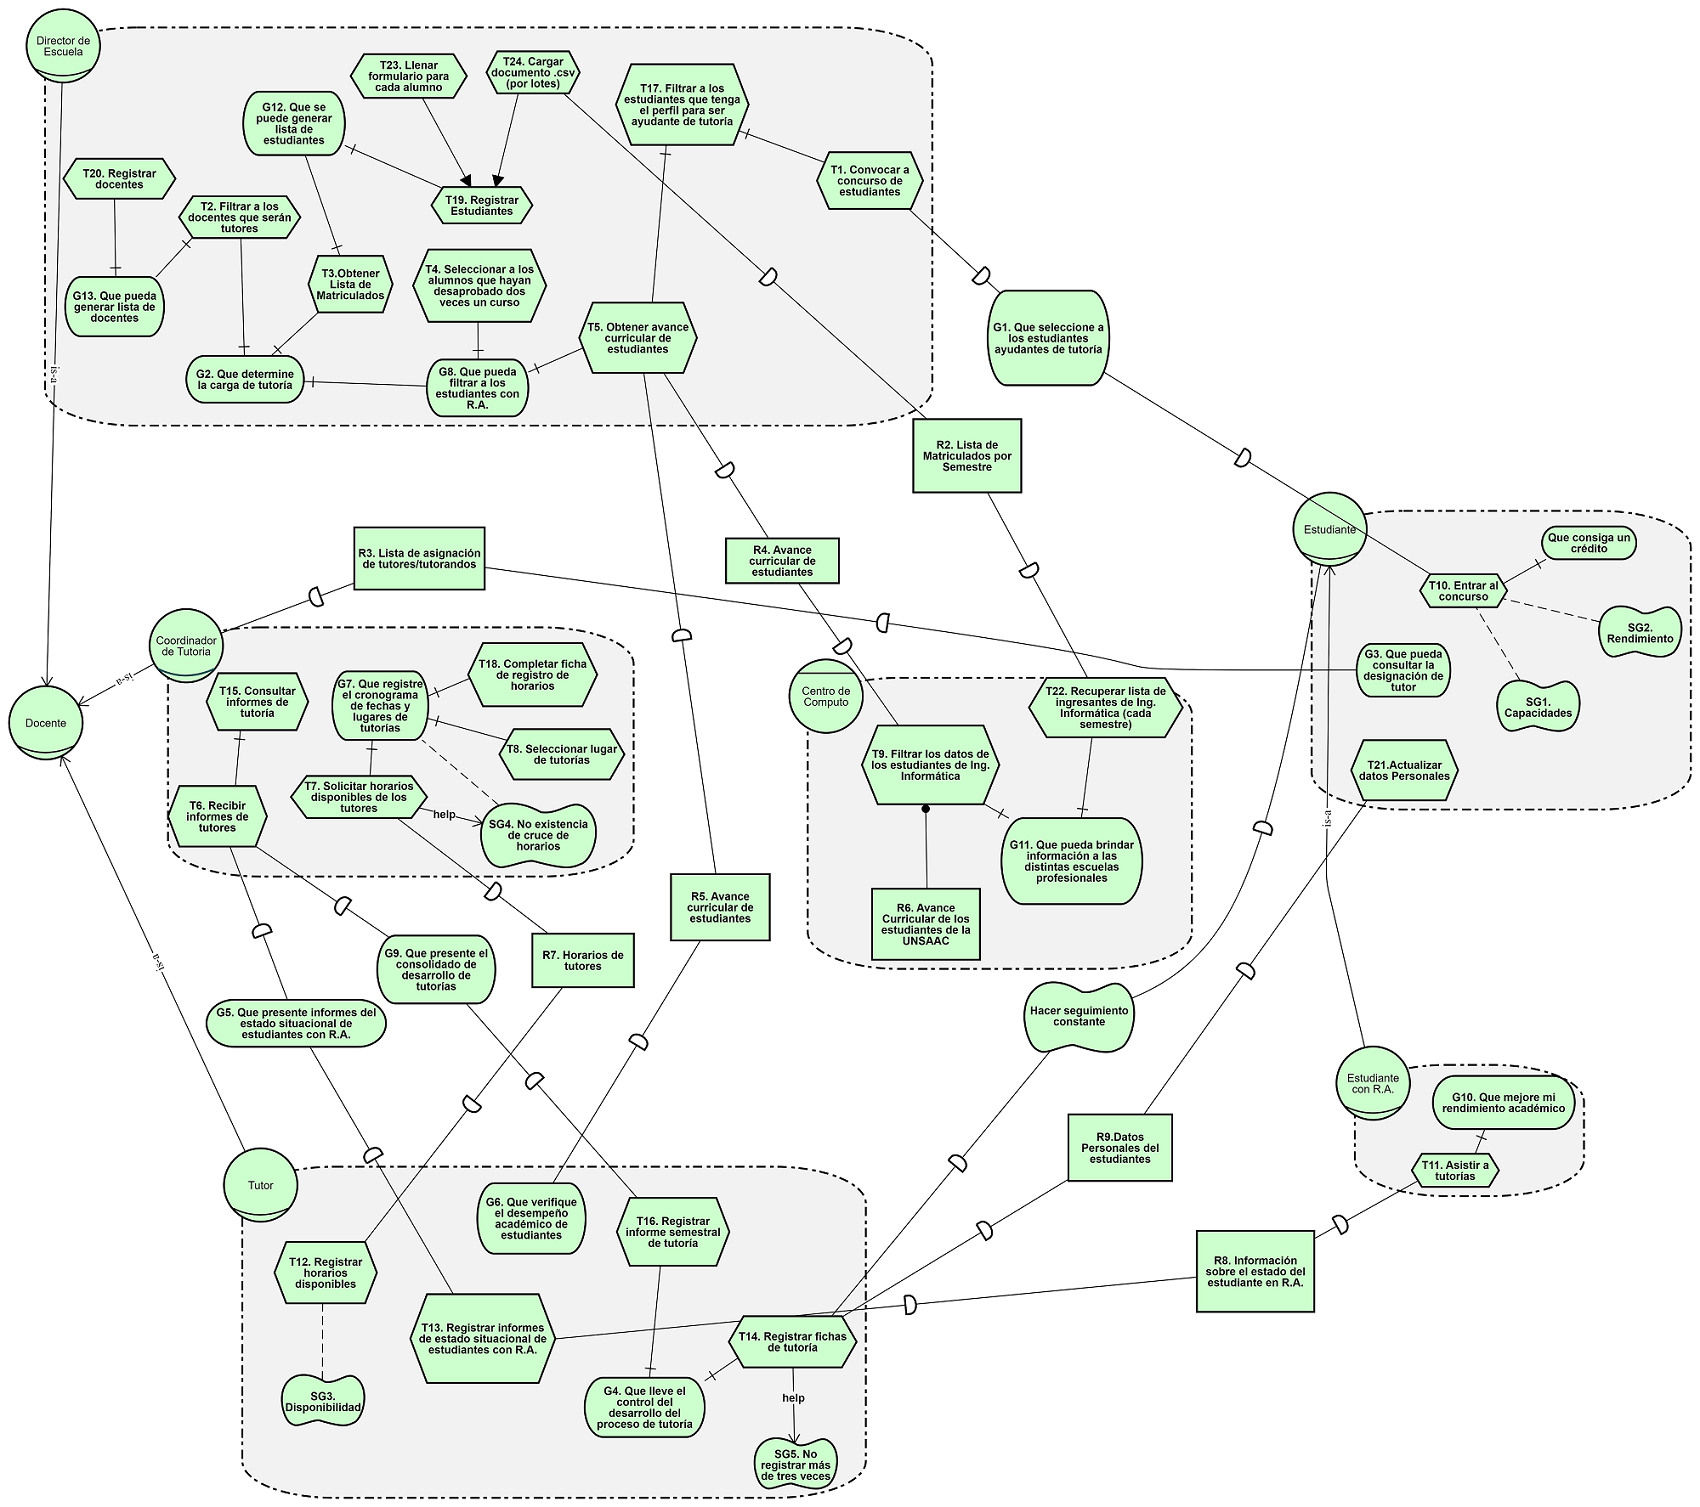 Director de
Escuela
T23. Llenar
formulario para
cada alumno
T24. Cargar
documento .csv
(por lotes)
T17. Filtrar a los
estudiantes que tenga
el perfil para ser
ayudante de tutoría
G12. Que se
puede generar
lista de
estudiantes
T1. Convocar a
concurso de
estudiantes
T20. Registrar
docentes
T2. Filtrar a los
docentes que serán
tutores
T19. Registrar
Estudiantes
T3.Obtener
Lista de
Matriculados
T4. Seleccionar a los
alumnos que hayan
desaprobado dos
veces un curso
G13. Que pueda
generar lista de
docentes
T5. Obtener avance
curricular de
estudiantes
G1. Que seleccione a
los estudiantes
ayudantes de tutoría
G2. Que determine
la carga de tutoría
G8. Que pueda
filtrar a los
estudiantes con
R.A.
is-a
R2. Lista de
Matriculados por
Semestre
R3. Lista de asignación
de tutores/tutorandos
R4. Avance
curricular de
estudiantes
Estudiante
Que consiga un
crédito
T10. Entrar al
concurso
SG2.
Rendimiento
G3. Que pueda
consultar la
designación de
tutor
SG1.
Capacidades
T21.Actualizar
datos Personales
Coordinador
de Tutoria
is-a
Docente
T15. Consultar
informes de
tutoría
G7. Que registre
el cronograma
de fechas y
lugares de
tutorías
T18. Completar ficha
de registro de
horarios
T8. Seleccionar lugar
de tutorías
T7. Solicitar horarios
disponibles de los
tutores
help
SG4. No existencia
de cruce de
horarios
T6. Recibir
informes de
tutores
Centro de
Computo
T22. Recuperar lista de
ingresantes de Ing.
Informática (cada
semestre)
T9. Filtrar los datos de
los estudiantes de Ing.
Informática
G11. Que pueda brindar
información a las
distintas escuelas
profesionales
R6. Avance
Curricular de los
estudiantes de la
UNSAAC
is-a
R5. Avance
curricular de
estudiantes
is-a
G9. Que presente el
consolidado de
desarrollo de
tutorías
R7. Horarios de
tutores
G5. Que presente informes del
estado situacional de
estudiantes con R.A.
Hacer seguimiento
constante
Estudiante
con R.A.
G10. Que mejore mi
rendimiento académico
T11. Asistir a
tutorías
R9.Datos
Personales del
estudiantes
Tutor
G6. Que verifique
el desempeño
académico de
estudiantes
T16. Registrar
informe semestral
de tutoría
T12. Registrar
horarios
disponibles
R8. Información
sobre el estado del
estudiante en R.A.
T13. Registrar informes
de estado situacional de
estudiantes con R.A.
T14. Registrar fichas
de tutoría
SG3.
Disponibilidad
G4. Que lleve el
control del
desarrollo del
proceso de tutoría
help
SG5. No
registrar más
de tres veces